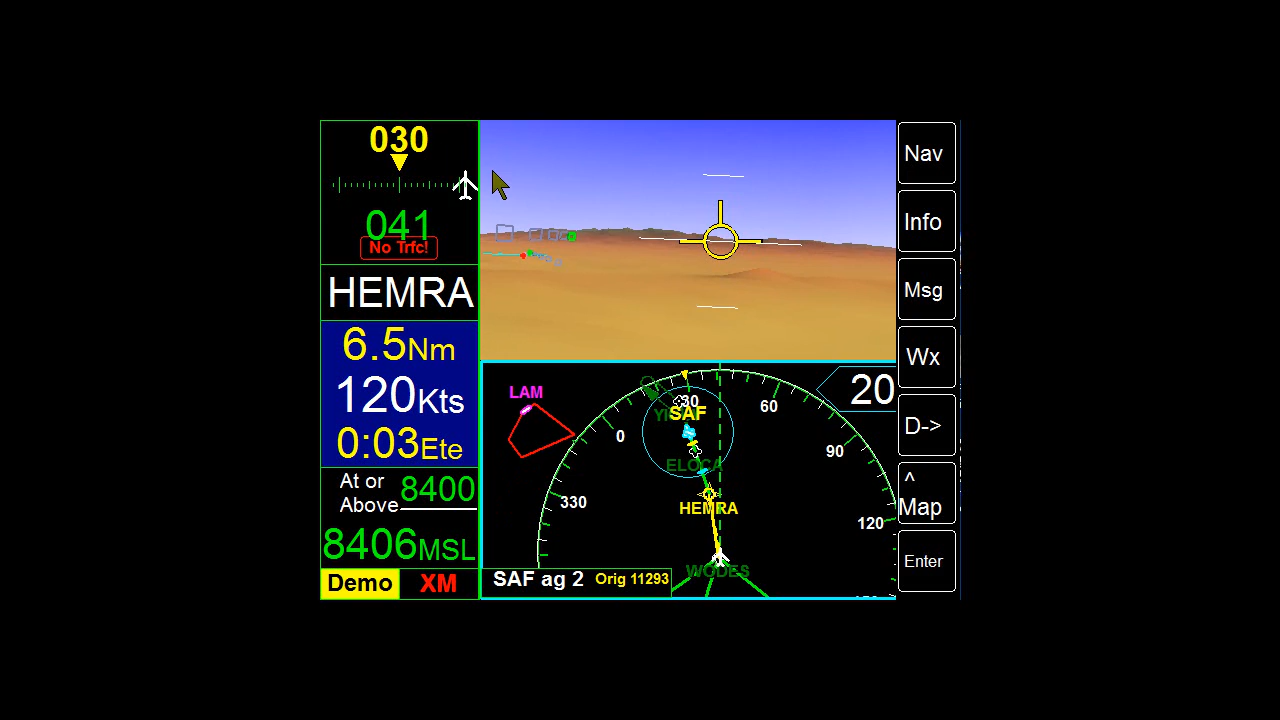 030
041
No Trfc!
HEMRA
6.5Nm
120Kts
0:03Ete
At or
Above 8400
8406MSL
Demo XM
LAM
30
SAF
0
60
20
90
ELOCA
330
HEMRA
120
WODES
SAF ag 2 Orig 11293
Nav
Info
Msg
Wx
D->
^
Map
Enter